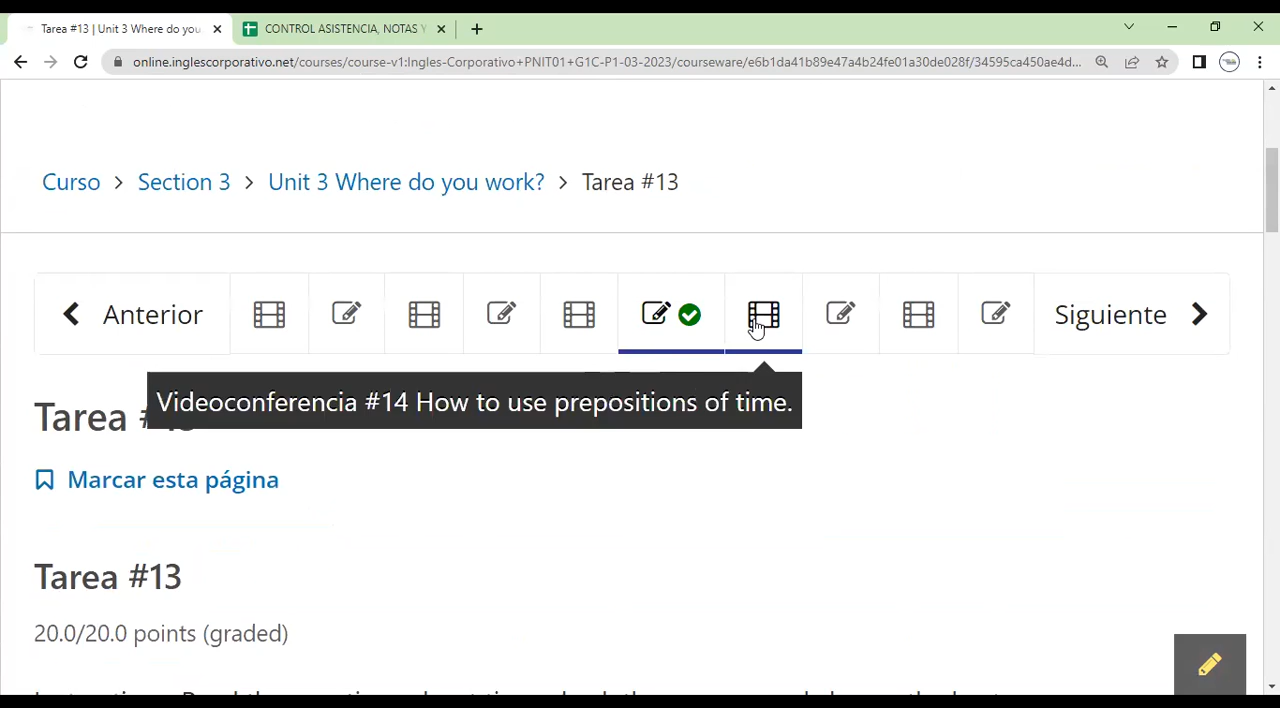 Tarea #13 | Unit 3 Where do you
CONTROL ASISTENCIA, NOTAS Y
online.inglescorporativo.net/courses/course-v1:Ingles-Corporativo+PNIT01+G1C-P1-03-2023/courseware/e6b1da41b89e47a4b24fe01a30de028f/34595ca450ae4d...
Curso > Section 3 > Unit 3 Where do you work? > Tarea #13
Anterior
Siguiente
Videoconferencia #14 How to use prepositions of time.
Tarea #13
Marcar esta página
Tarea #13
20.0/20.0 points (graded)